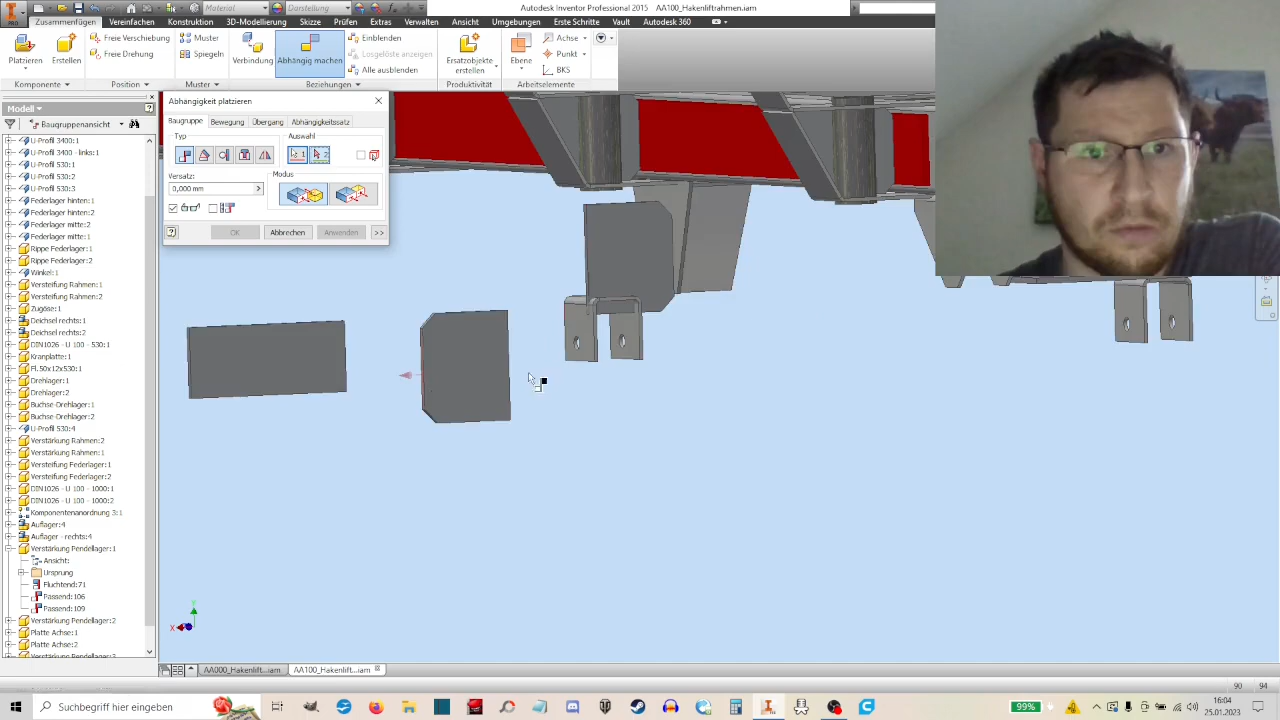 Material
Darstellung
Autodesk Inventor Professional 2015 AA100_Hakenliftrahmen.iam
Zusammenfügen Vereinfachen Konstruktion 3D-Modellierung Skizze Prüfen Extras Verwalten Ansicht Umgebungen Erste Schritte Vault Autodesk 360
Platzieren Erstellen
Freie Verschiebung
Freie Drehung
Muster
Spiegeln
Verbindung Abhängig machen
Einblenden
Losgelöste anzeigen
Alle ausblenden
Ersatzobjekte erstellen
Ebene
Achse
Punkt
BKS
Komponente Position Muster Beziehungen Produktivität Arbeitselemente
Modell
Baugruppenansicht
U-Profil 3400:1
U-Profil 3400 - links:1
U-Profil 530:1
U-Profil 530:2
U-Profil 530:3
Federlager hinten:1
Federlager hinten:2
Federlager mitte:2
Federlager mitte:1
Rippe Federlager:1
Rippe Federlager:2
Winkel:1
Versteifung Rahmen:1
Versteifung Rahmen:2
Zugöse:1
Deichsel rechts:1
Deichsel rechts:2
DIN1026 - U 100 - 530:1
Kranplatte:1
Fl.50x12x530:1
Drehlager:1
Drehlager:2
Buchse-Drehlager:1
Buchse-Drehlager:2
U-Profil 530:4
Verstärkung Rahmen:2
Verstärkung Rahmen:1
Versteifung Federlager:1
Versteifung Federlager:2
DIN1026 - U 100 - 1000:1
DIN1026 - U 100 - 1000:2
Komponentenanordnung 3:1
Auflager:4
Auflager - rechts:4
Verstärkung Pendellager:1
Ansicht:
Ursprung
Fluchtend:71
Passend:106
Passend:109
Verstärkung Pendellager:2
Platte Achse:1
Platte Achse:2
Abhängigkeit platzieren
Baugruppe Bewegung Übergang Abhängigkeitssatz
Typ Auswahl
1 2
Versatz: Modus
0,000 mm
OK Abbrechen Anwenden >>
X
AA000_Hakenlift...iam AA100_Hakenlift...iam
90 94
Suchbegriff hier eingeben
99%
16:04
25.01.2023